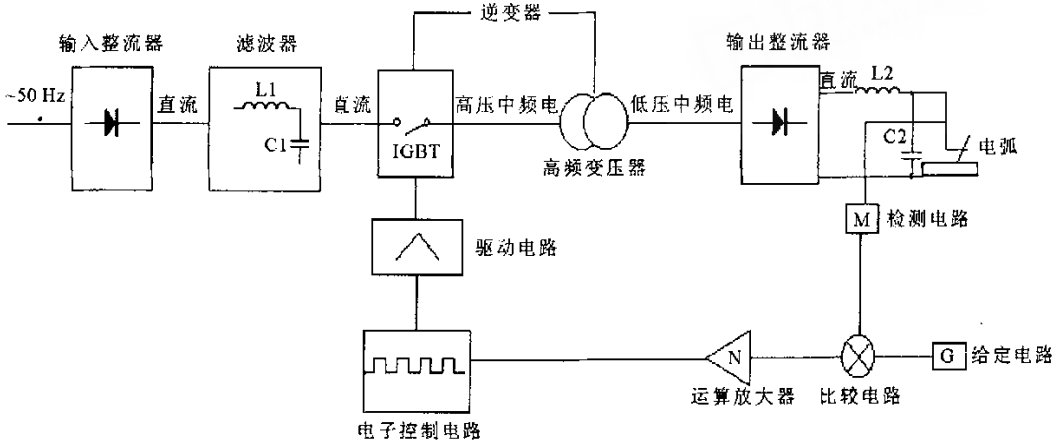 逆变器
输入整流器
滤波器
输出整流器
~50 Hz
直流
L1
C1
直流
IGBT
高压中频电
高频变压器
低压中频电
直流
L2
C2
电弧
M
检测电路
驱动电路
N
运算放大器
比较电路
G
给定电路
电子控制电路